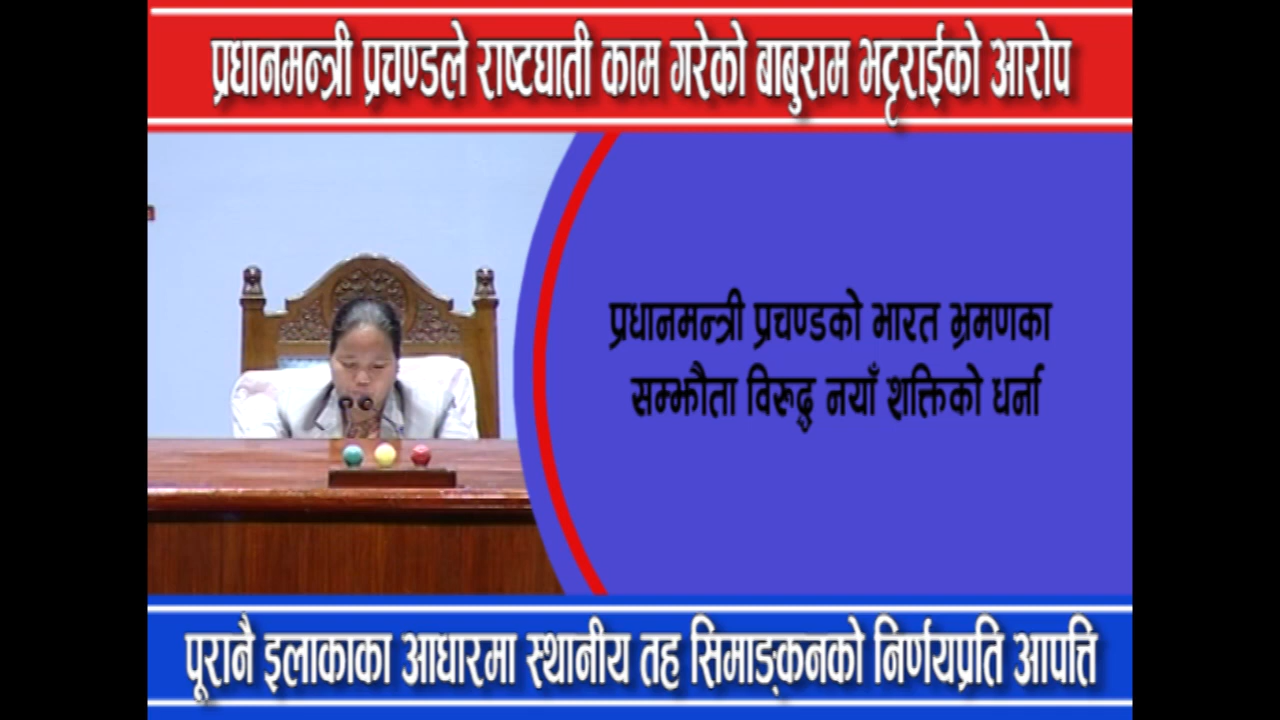 प्रधानमन्त्री प्रचण्डले राष्टघाती काम गरेको बाबुराम भट्टराईको आरोप
प्रधानमन्त्री प्रचण्डको भारत भ्रमणका
सम्झौता विरूद्ध नयाँ शक्तिको धर्ना
पूरानै इलाकाका आधारमा स्थानीय तह सिमाङ्कनको निर्णयप्रति आपत्ति